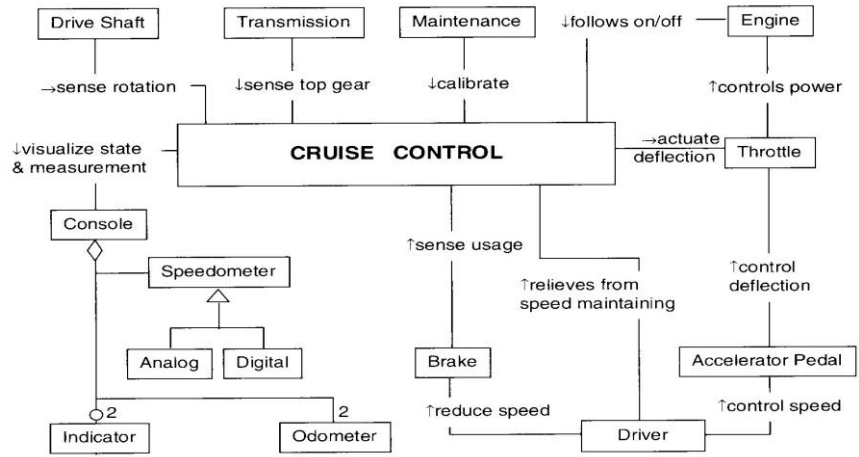 Drive Shaft
Transmission
Maintenance
↓follows on/off
Engine
→sense rotation
↓sense top gear
↓calibrate
↑controls power
↓visualize state
& measurement
CRUISE CONTROL
→actuate
deflection
Throttle
Console
↑sense usage
Speedometer
↑relieves from
speed maintaining
↑control
deflection
Analog
Digital
Brake
Accelerator Pedal
2
2
↑reduce speed
↑control speed
Indicator
Odometer
Driver